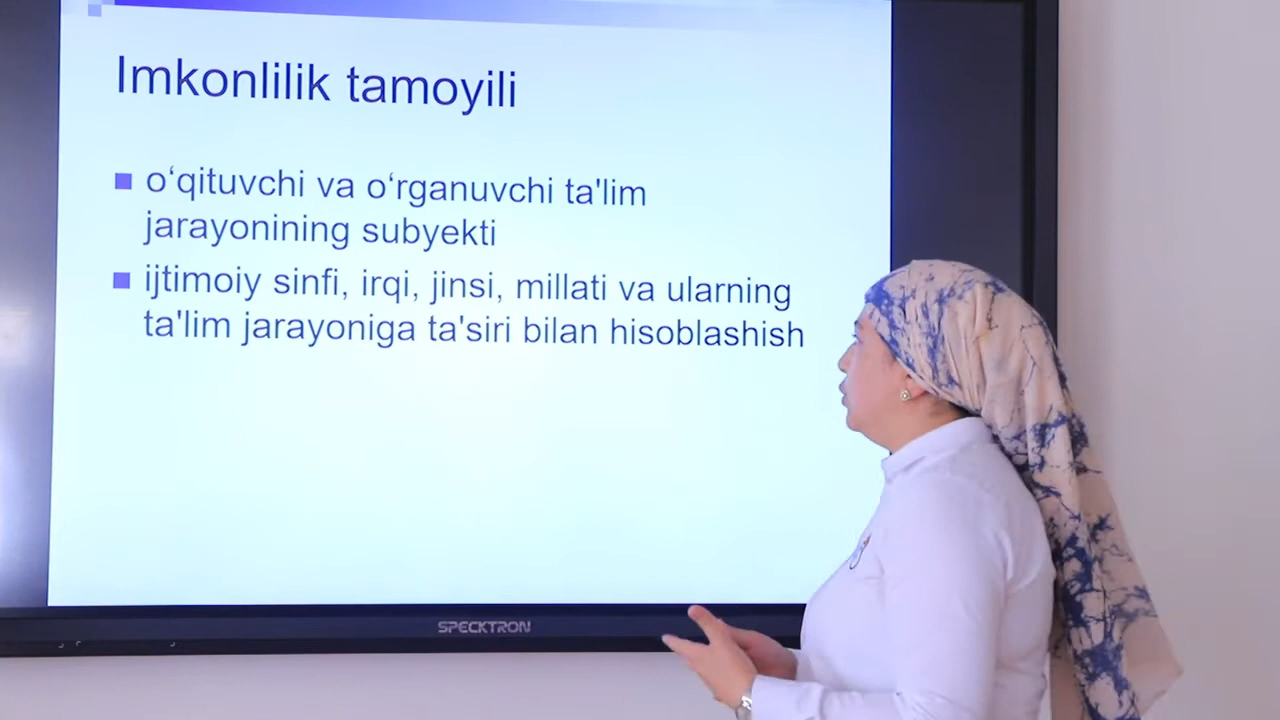 Imkonlilik tamoyili
o‘qituvchi va o‘rganuvchi ta'lim
jarayonining subyekti
ijtimoiy sinfi, irqi, jinsi, millati va ularning
ta'lim jarayoniga ta'siri bilan hisoblashish
SPECKTRON